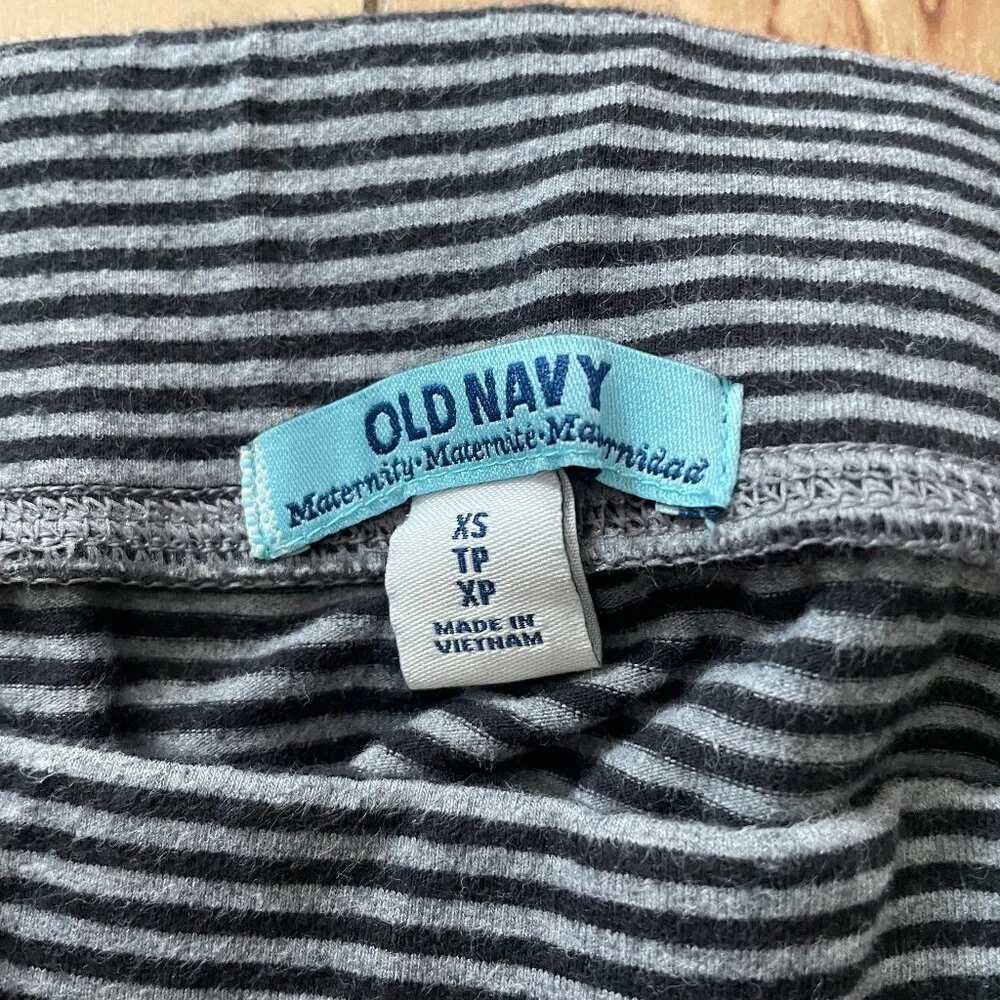 OLD NAVY
Maternity•Maternité•Maternidad
XS
TP
XP
MADE IN
VIETNAM